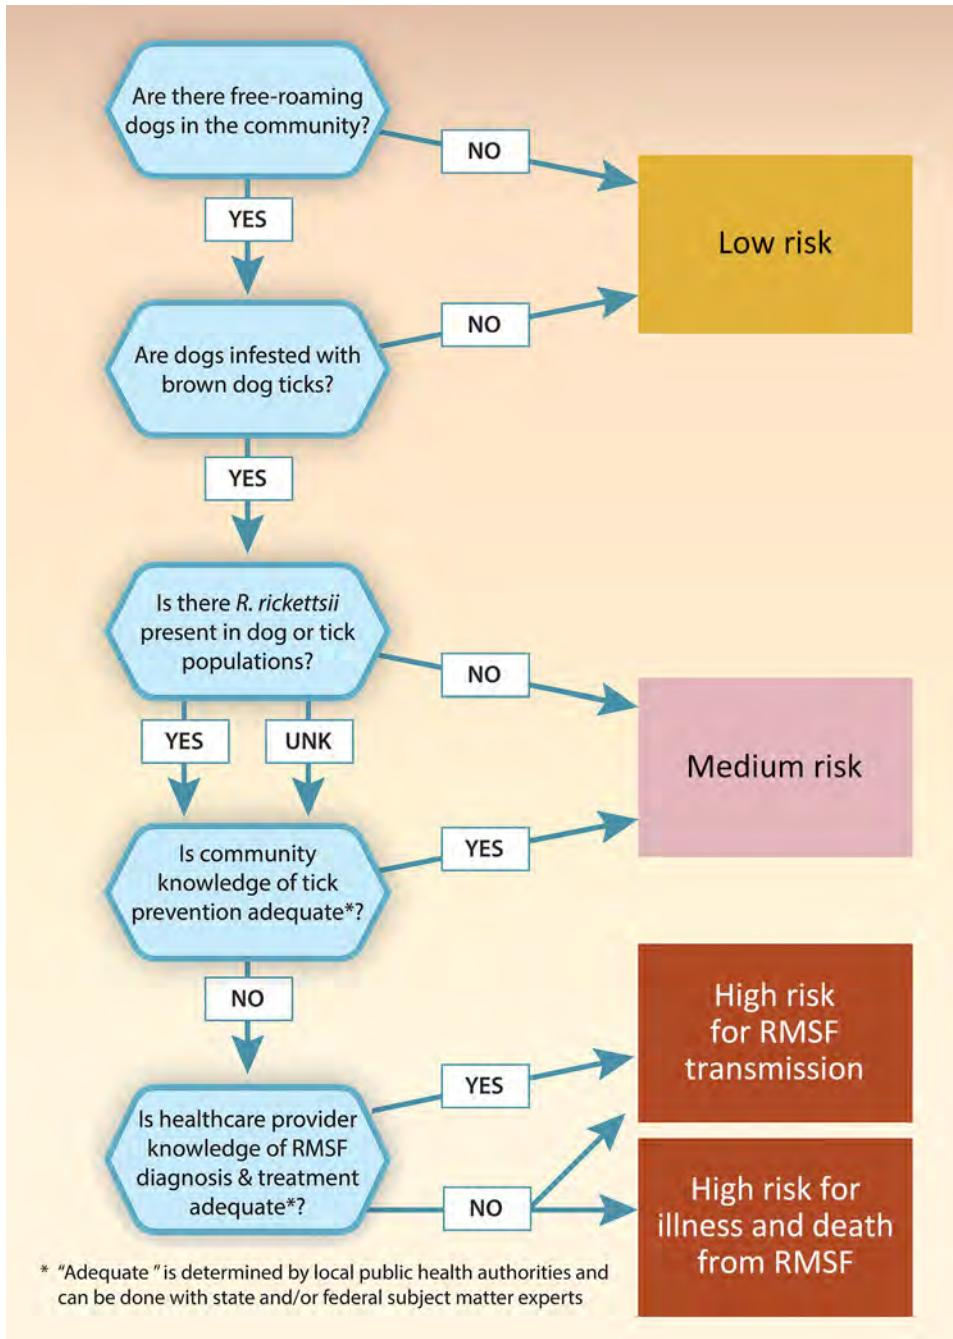 Are there free-roaming
dogs in the community?
NO
Low risk
YES
Are dogs infested with
brown dog ticks?
NO
YES
Is there R. rickettsii
present in dog or tick
populations?
NO
Medium risk
YES
UNK
Is community
knowledge of tick
prevention adequate*?
YES
NO
High risk
for RMSF
transmission
Is healthcare provider
knowledge of RMSF
diagnosis & treatment
adequate*?
YES
NO
High risk for
illness and death
from RMSF
* "Adequate " is determined by local public health authorities and
can be done with state and/or federal subject matter experts